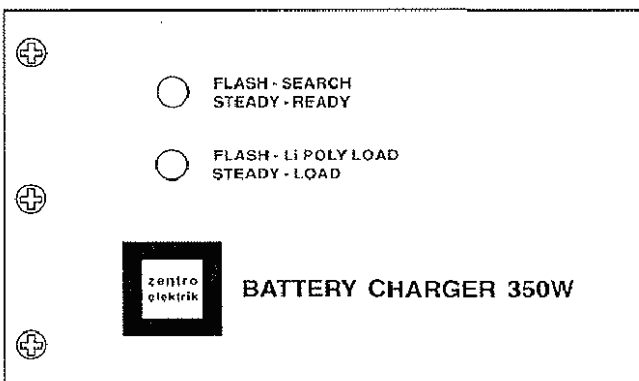 FLASH - SEARCH
STEADY - READY
FLASH - Li POLY LOAD
STEADY - LOAD
zentro
elektrik
BATTERY CHARGER 350W